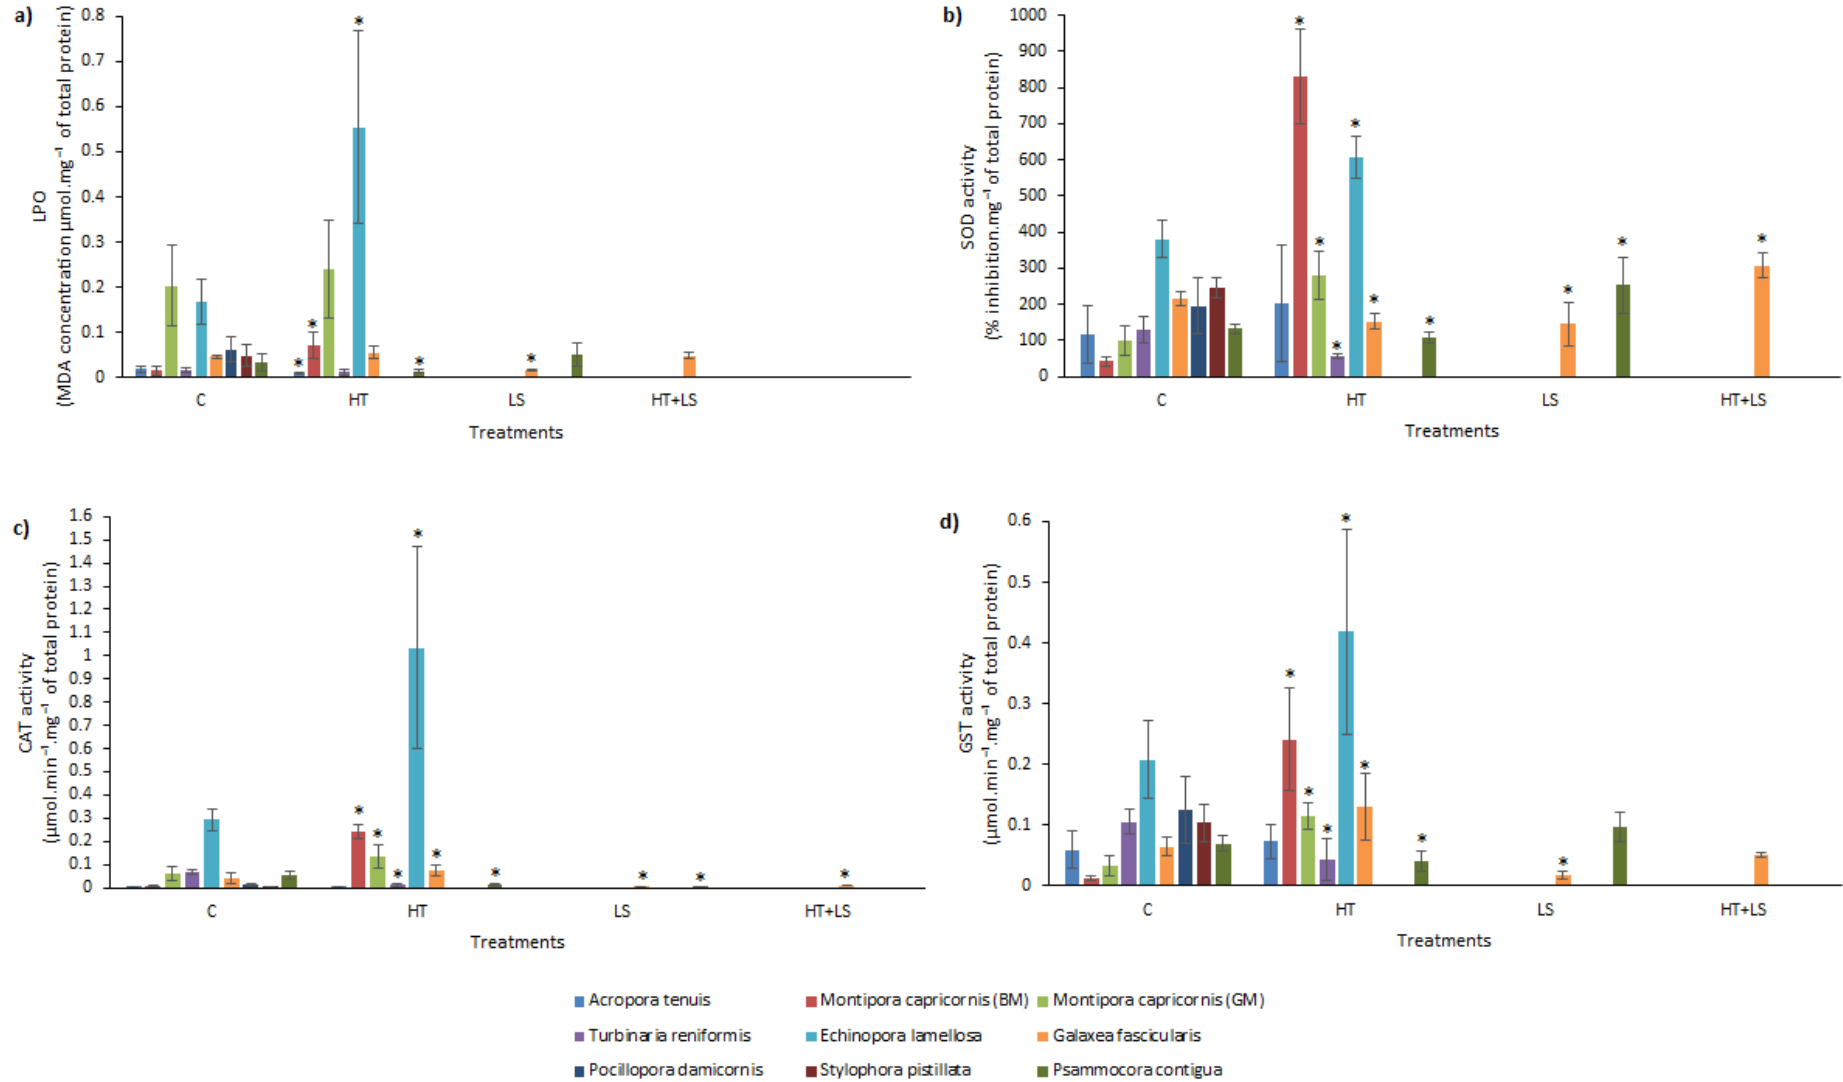 a)
LPO
(MDA concentration µmol.mg⁻¹ of total protein)
0.8
0.7
0.6
0.5
0.4
0.3
0.2
0.1
0
*
*
*
*
*
C
HT
LS
HT+LS
Treatments
b)
SOD activity
(% inhibition.mg⁻¹ of total protein)
1000
900
800
700
600
500
400
300
200
100
0
*
*
*
*
*
*
*
*
*
C
HT
LS
HT+LS
Treatments
c)
CAT activity
(µmol.min⁻¹.mg⁻¹ of total protein)
1.6
1.5
1.4
1.3
1.2
1.1
1
0.9
0.8
0.7
0.6
0.5
0.4
0.3
0.2
0.1
0
*
*
*
*
*
*
*
*
*
C
HT
LS
HT+LS
Treatments
d)
GST activity
(µmol.min⁻¹.mg⁻¹ of total protein)
0.6
0.5
0.4
0.3
0.2
0.1
0
*
*
*
*
*
*
*
C
HT
LS
HT+LS
Treatments
Acropora tenuis
Montipora capricornis (BM)
Montipora capricornis (GM)
Turbinaria reniformis
Echinopora lamellosa
Galaxea fascicularis
Pocillopora damicornis
Stylophora pistillata
Psammocora contigua